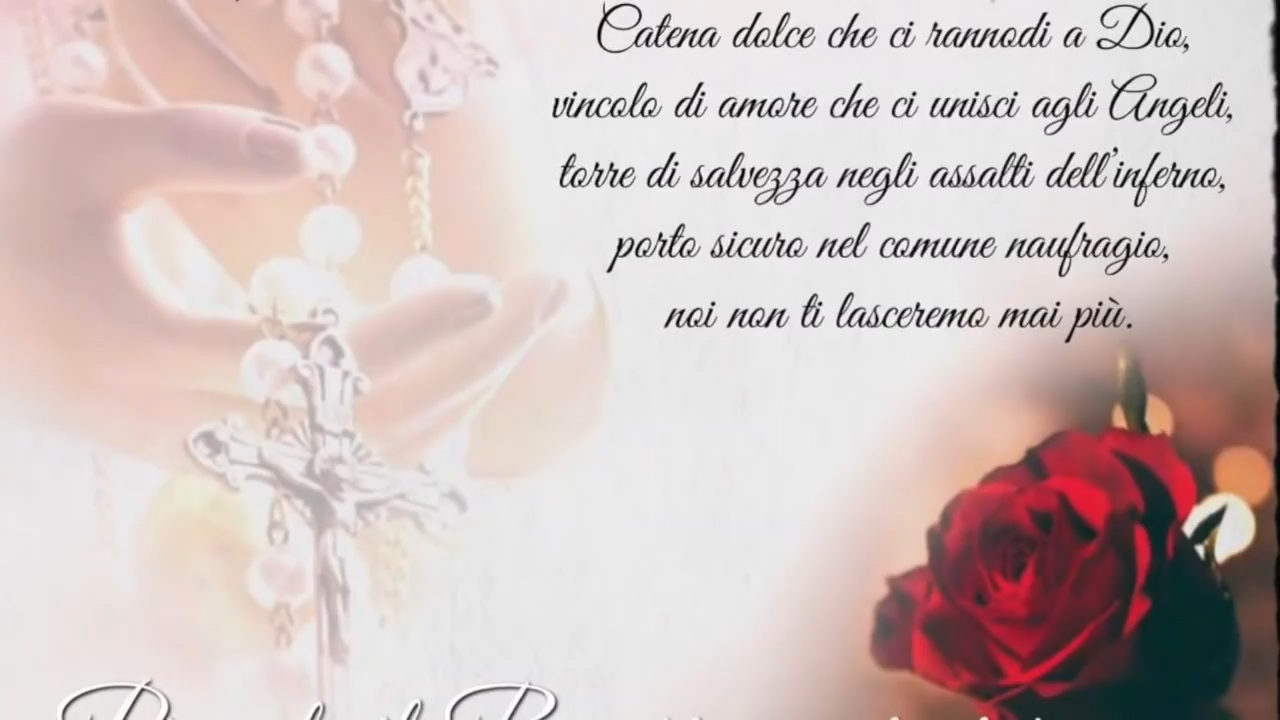 Catena dolce che ci rannodi a Dio,
vincolo di amore che ci unisci agli Angeli,
torre di salvezza negli assalti dell'inferno,
porto sicuro nel comune naufragio,
noi non ti lasceremo mai più.